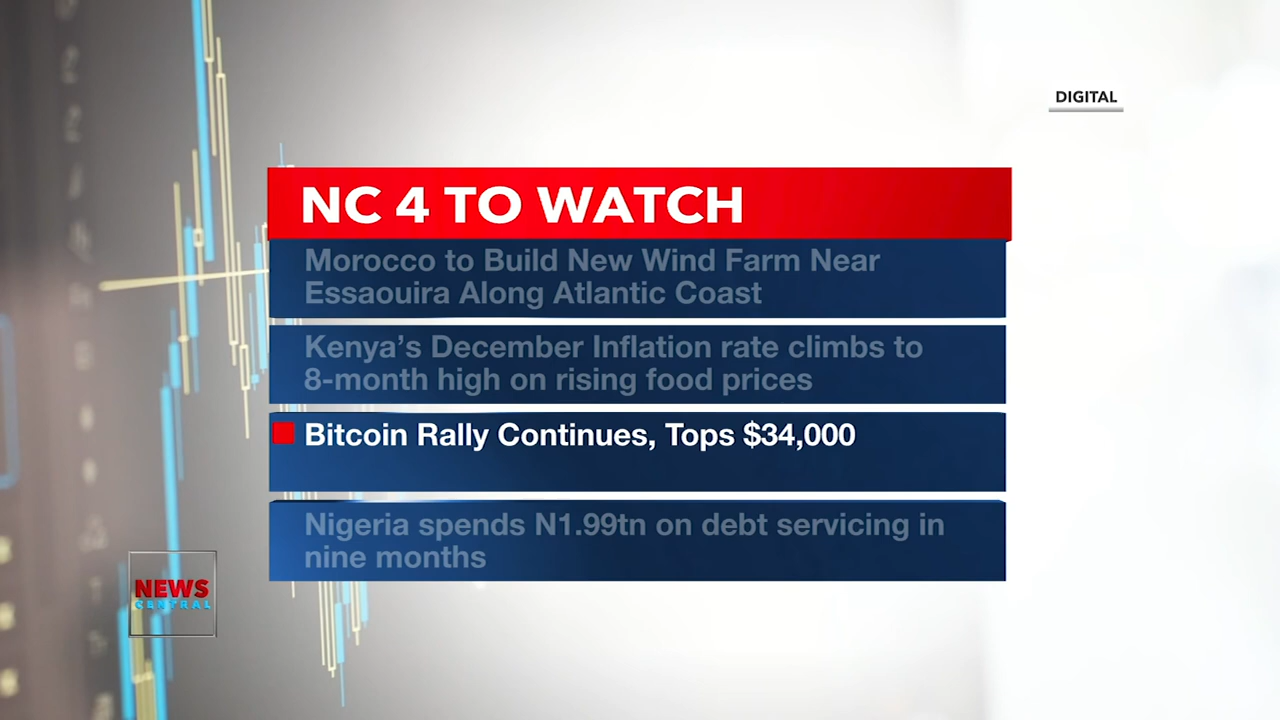 DIGITAL
NC 4 TO WATCH
Morocco to Build New Wind Farm Near
Essaouira Along Atlantic Coast
Kenya’s December Inflation rate climbs to
8-month high on rising food prices
Bitcoin Rally Continues, Tops $34,000
Nigeria spends N1.99tn on debt servicing in
nine months
NEWS
CENTRAL